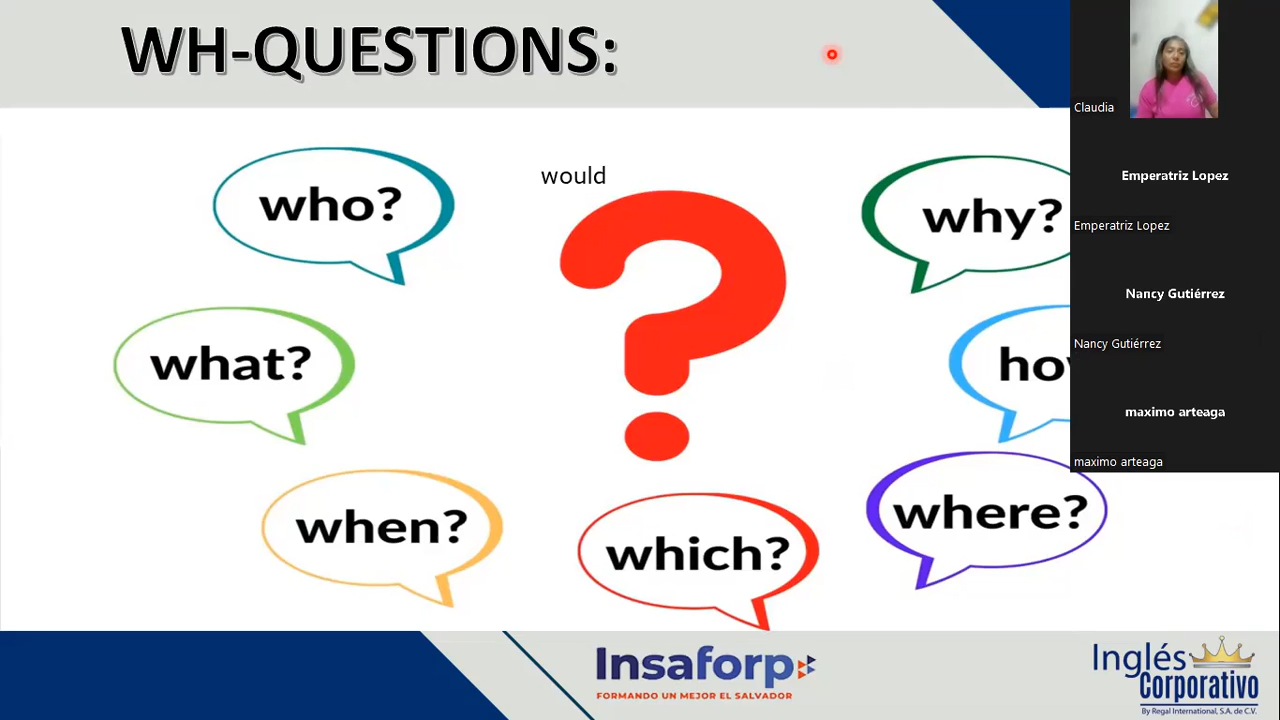 WH-QUESTIONS:
would
who?
why?
what?
how
when?
which?
where?
Claudia
Emperatriz Lopez
Emperatriz Lopez
Nancy Gutiérrez
Nancy Gutiérrez
maximo arteaga
maximo arteaga
Insaforp
FORMANDO UN MEJOR EL SALVADOR
Inglés
Corporativo
By Regal International, S.A. de C.V.